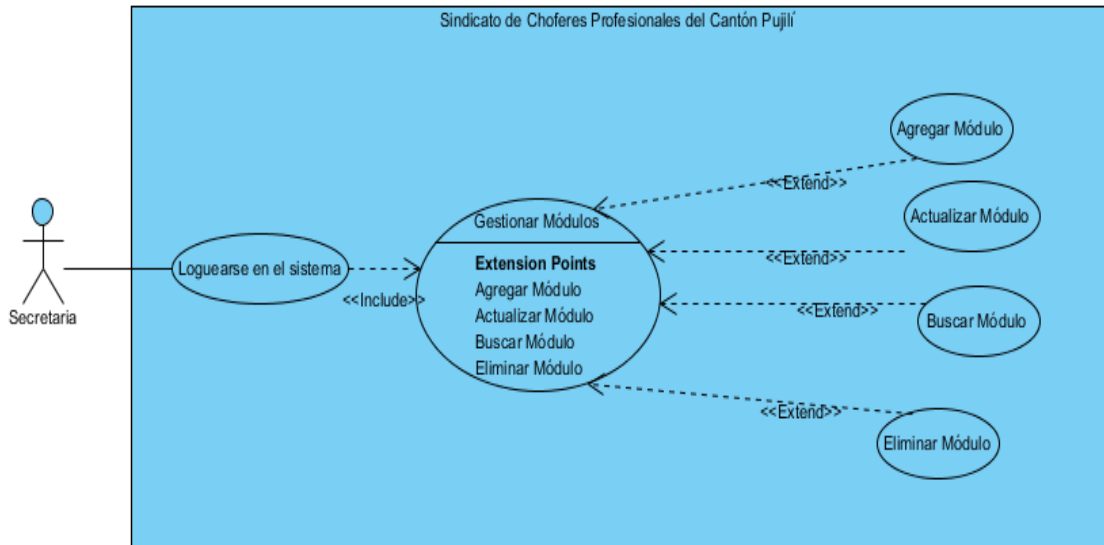 Sindicato de Choferes Profesionales del Cantón Pujilí
Agregar Módulo
<<Extend>>
Gestionar Módulos
Actualizar Módulo
<<Extend>>
Extension Points
Agregar Módulo
Actualizar Módulo
Buscar Módulo
Eliminar Módulo
Loguearse en el sistema
<<Include>>
Secretaria
<<Extend>>
Buscar Módulo
<<Extend>>
Eliminar Módulo